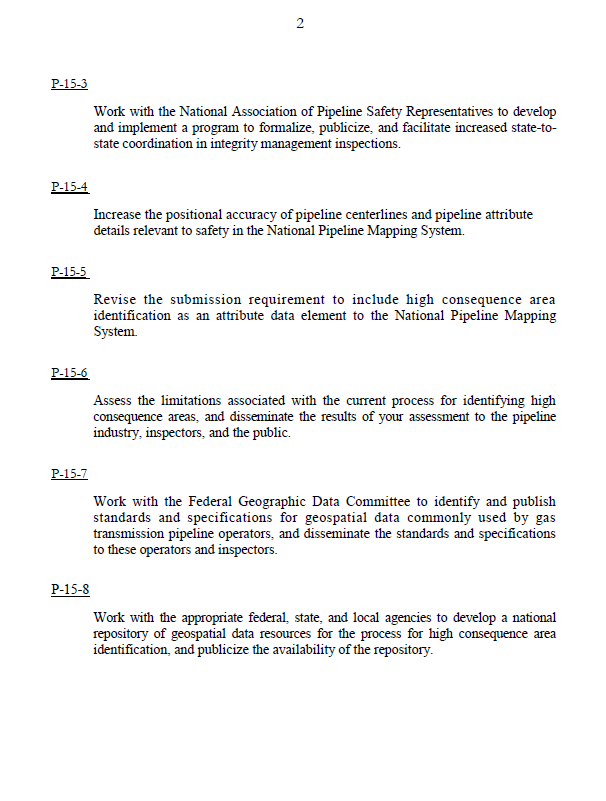 2
P-15-3
Work with the National Association of Pipeline Safety Representatives to develop
and implement a program to formalize, publicize, and facilitate increased state-to-
state coordination in integrity management inspections.
P-15-4
Increase the positional accuracy of pipeline centerlines and pipeline attribute
details relevant to safety in the National Pipeline Mapping System.
P-15-5
Revise the submission requirement to include high consequence area
identification as an attribute data element to the National Pipeline Mapping
System.
P-15-6
Assess the limitations associated with the current process for identifying high
consequence areas, and disseminate the results of your assessment to the pipeline
industry, inspectors, and the public.
P-15-7
Work with the Federal Geographic Data Committee to identify and publish
standards and specifications for geospatial data commonly used by gas
transmission pipeline operators, and disseminate the standards and specifications
to these operators and inspectors.
P-15-8
Work with the appropriate federal, state, and local agencies to develop a national
repository of geospatial data resources for the process for high consequence area
identification, and publicize the availability of the repository.